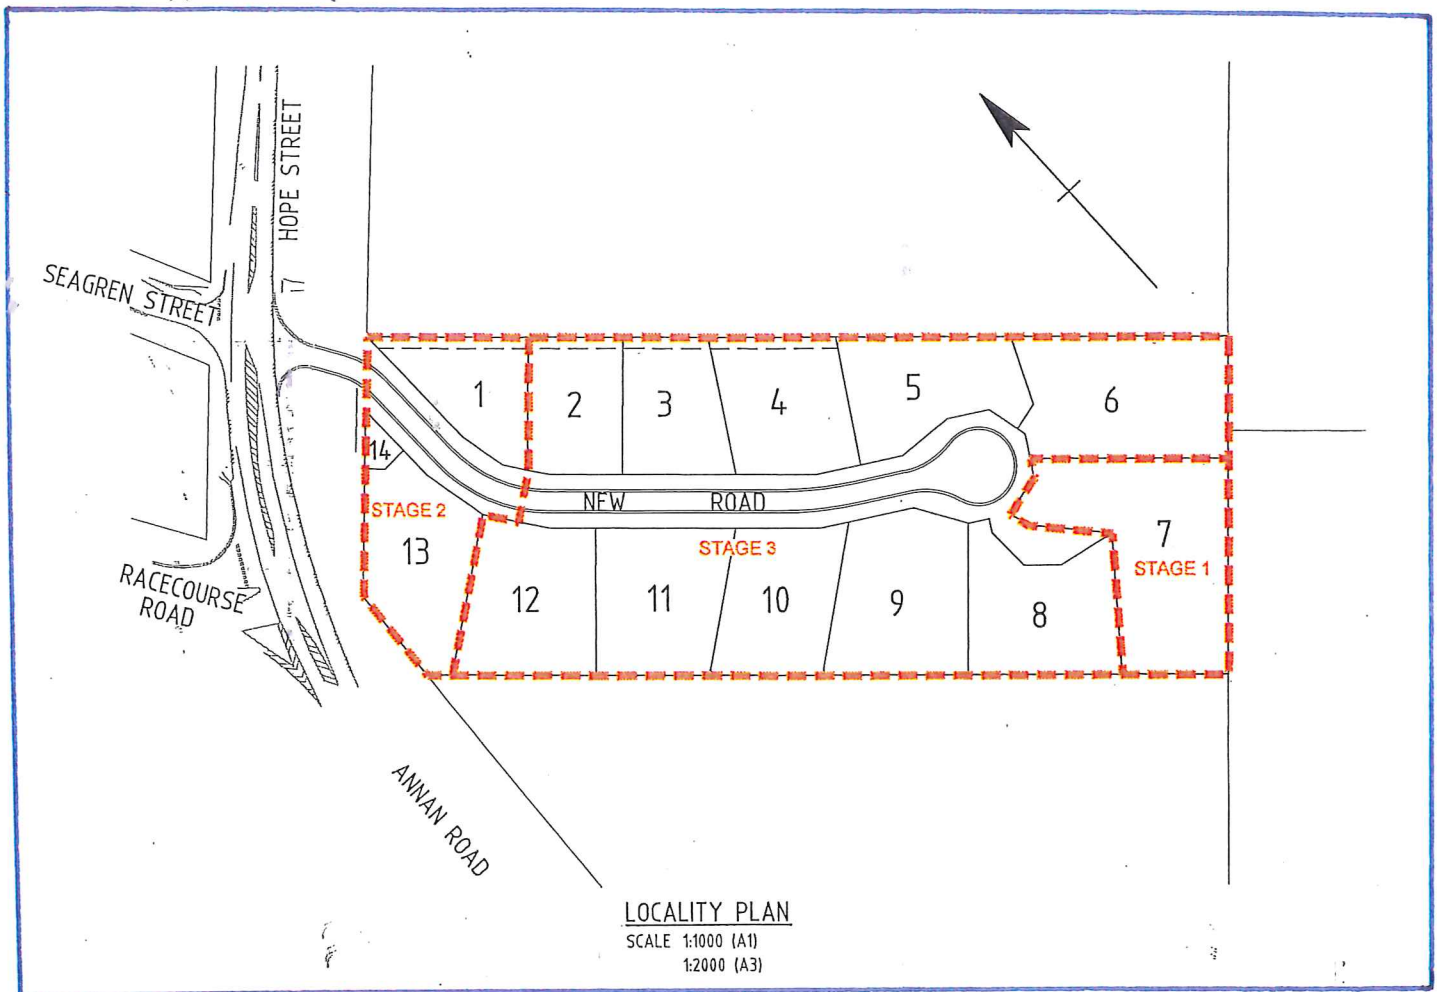 HOPE STREET
17
SEAGREN STREET
1
2
3
4
5
6
14
STAGE 2
NEW ROAD
13
STAGE 3
7
STAGE 1
RACECOURSE
ROAD
12
11
10
9
8
ANNAN ROAD
LOCALITY PLAN
SCALE 1:1000 (A1)
1:2000 (A3)